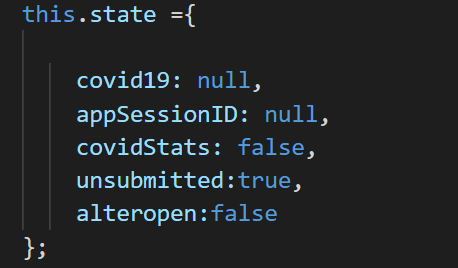 this.state ={
covid19: null,
appSessionID: null,
covidStats: false,
unsubmitted:true,
alteropen:false
};